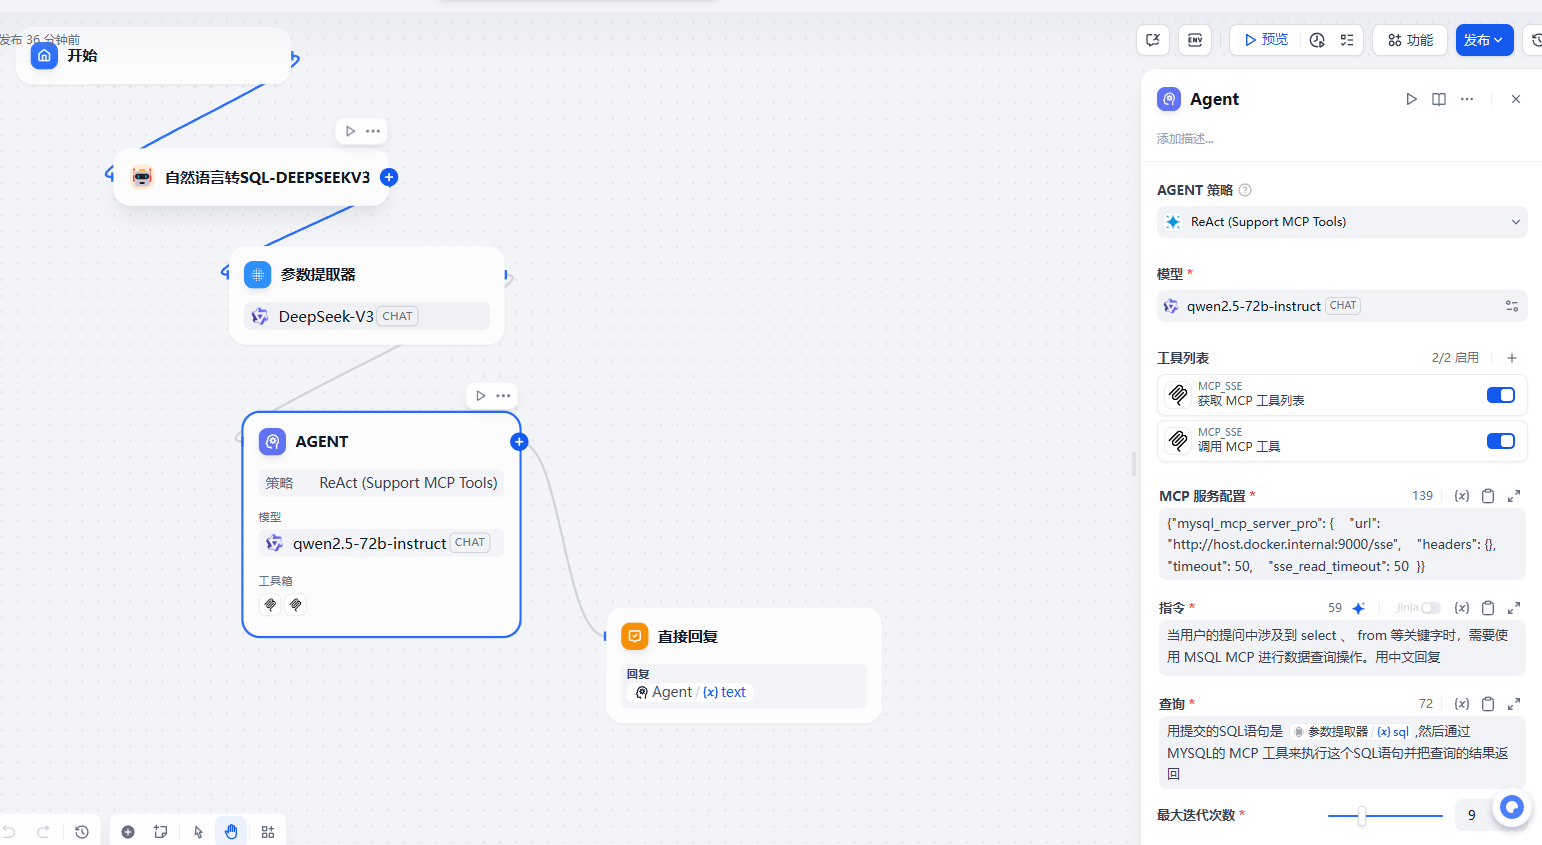 发布 36 分钟前
开始
自然语言转SQL-DEEPSEEKV3
参数提取器
DeepSeek-V3 CHAT
AGENT
策略 ReAct (Support MCP Tools)
模型
qwen2.5-72b-instruct CHAT
工具箱
直接回复
回复
Agent / {x} text
ENV
预览
功能
发布
Agent
添加描述...
AGENT 策略
ReAct (Support MCP Tools)
模型 *
qwen2.5-72b-instruct CHAT
工具列表 2/2 启用
MCP_SSE
获取 MCP 工具列表
MCP_SSE
调用 MCP 工具
MCP 服务配置 * 139 {x}
{"mysql_mcp_server_pro": { "url":
"http://host.docker.internal:9000/sse", "headers": {},
"timeout": 50, "sse_read_timeout": 50 }}
指令 * 59 Jinja {x}
当用户的提问中涉及到 select 、 from 等关键字时，需要使
用 MSQL MCP 进行数据查询操作。用中文回复
查询 * 72 {x}
用提交的SQL语句是 参数提取器 / {x} sql ,然后通过
MYSQL的 MCP 工具来执行这个SQL语句并把查询的结果返
回
最大迭代次数 * 9